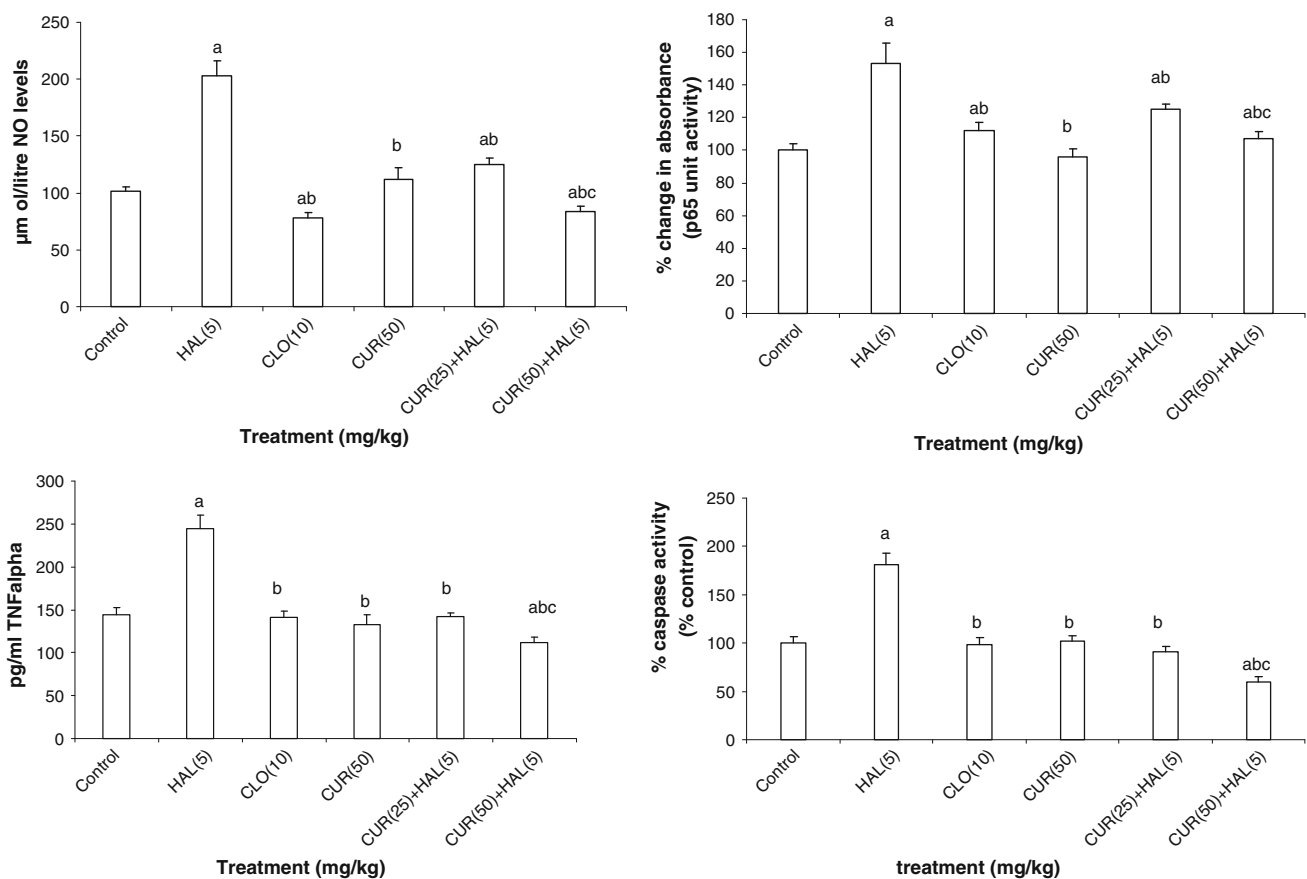 µm ol/litre NO levels
250
200
150
100
50
0
a
ab
b
ab
abc
Control
HAL(5)
CLO(10)
CUR(50)
CUR(25)+HAL(5)
CUR(50)+HAL(5)
Treatment (mg/kg)
% change in absorbance
(p65 unit activity)
180
160
140
120
100
80
60
40
20
0
a
ab
b
ab
abc
Control
HAL(5)
CLO(10)
CUR(50)
CUR(25)+HAL(5)
CUR(50)+HAL(5)
Treatment (mg/kg)
pg/ml TNFalpha
300
250
200
150
100
50
0
a
b
b
b
abc
Control
HAL(5)
CLO(10)
CUR(50)
CUR(25)+HAL(5)
CUR(50)+HAL(5)
Treatment (mg/kg)
% caspase activity
(% control)
250
200
150
100
50
0
a
b
b
b
abc
Control
HAL(5)
CLO(10)
CUR(50)
CUR(25)+HAL(5)
CUR(50)+HAL(5)
treatment (mg/kg)